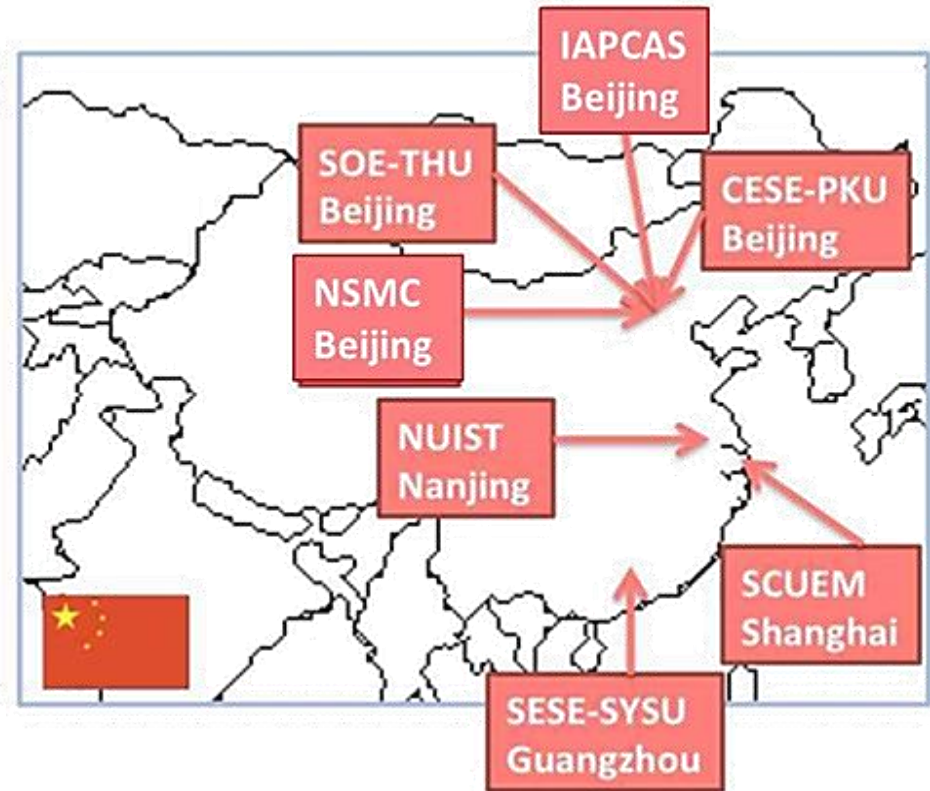 IAPCAS
Beijing
SOE-THU
Beijing
CESE-PKU
Beijing
NSMC
Beijing
NUIST
Nanjing
SCUEM
Shanghai
SESE-SYSU
Guangzhou